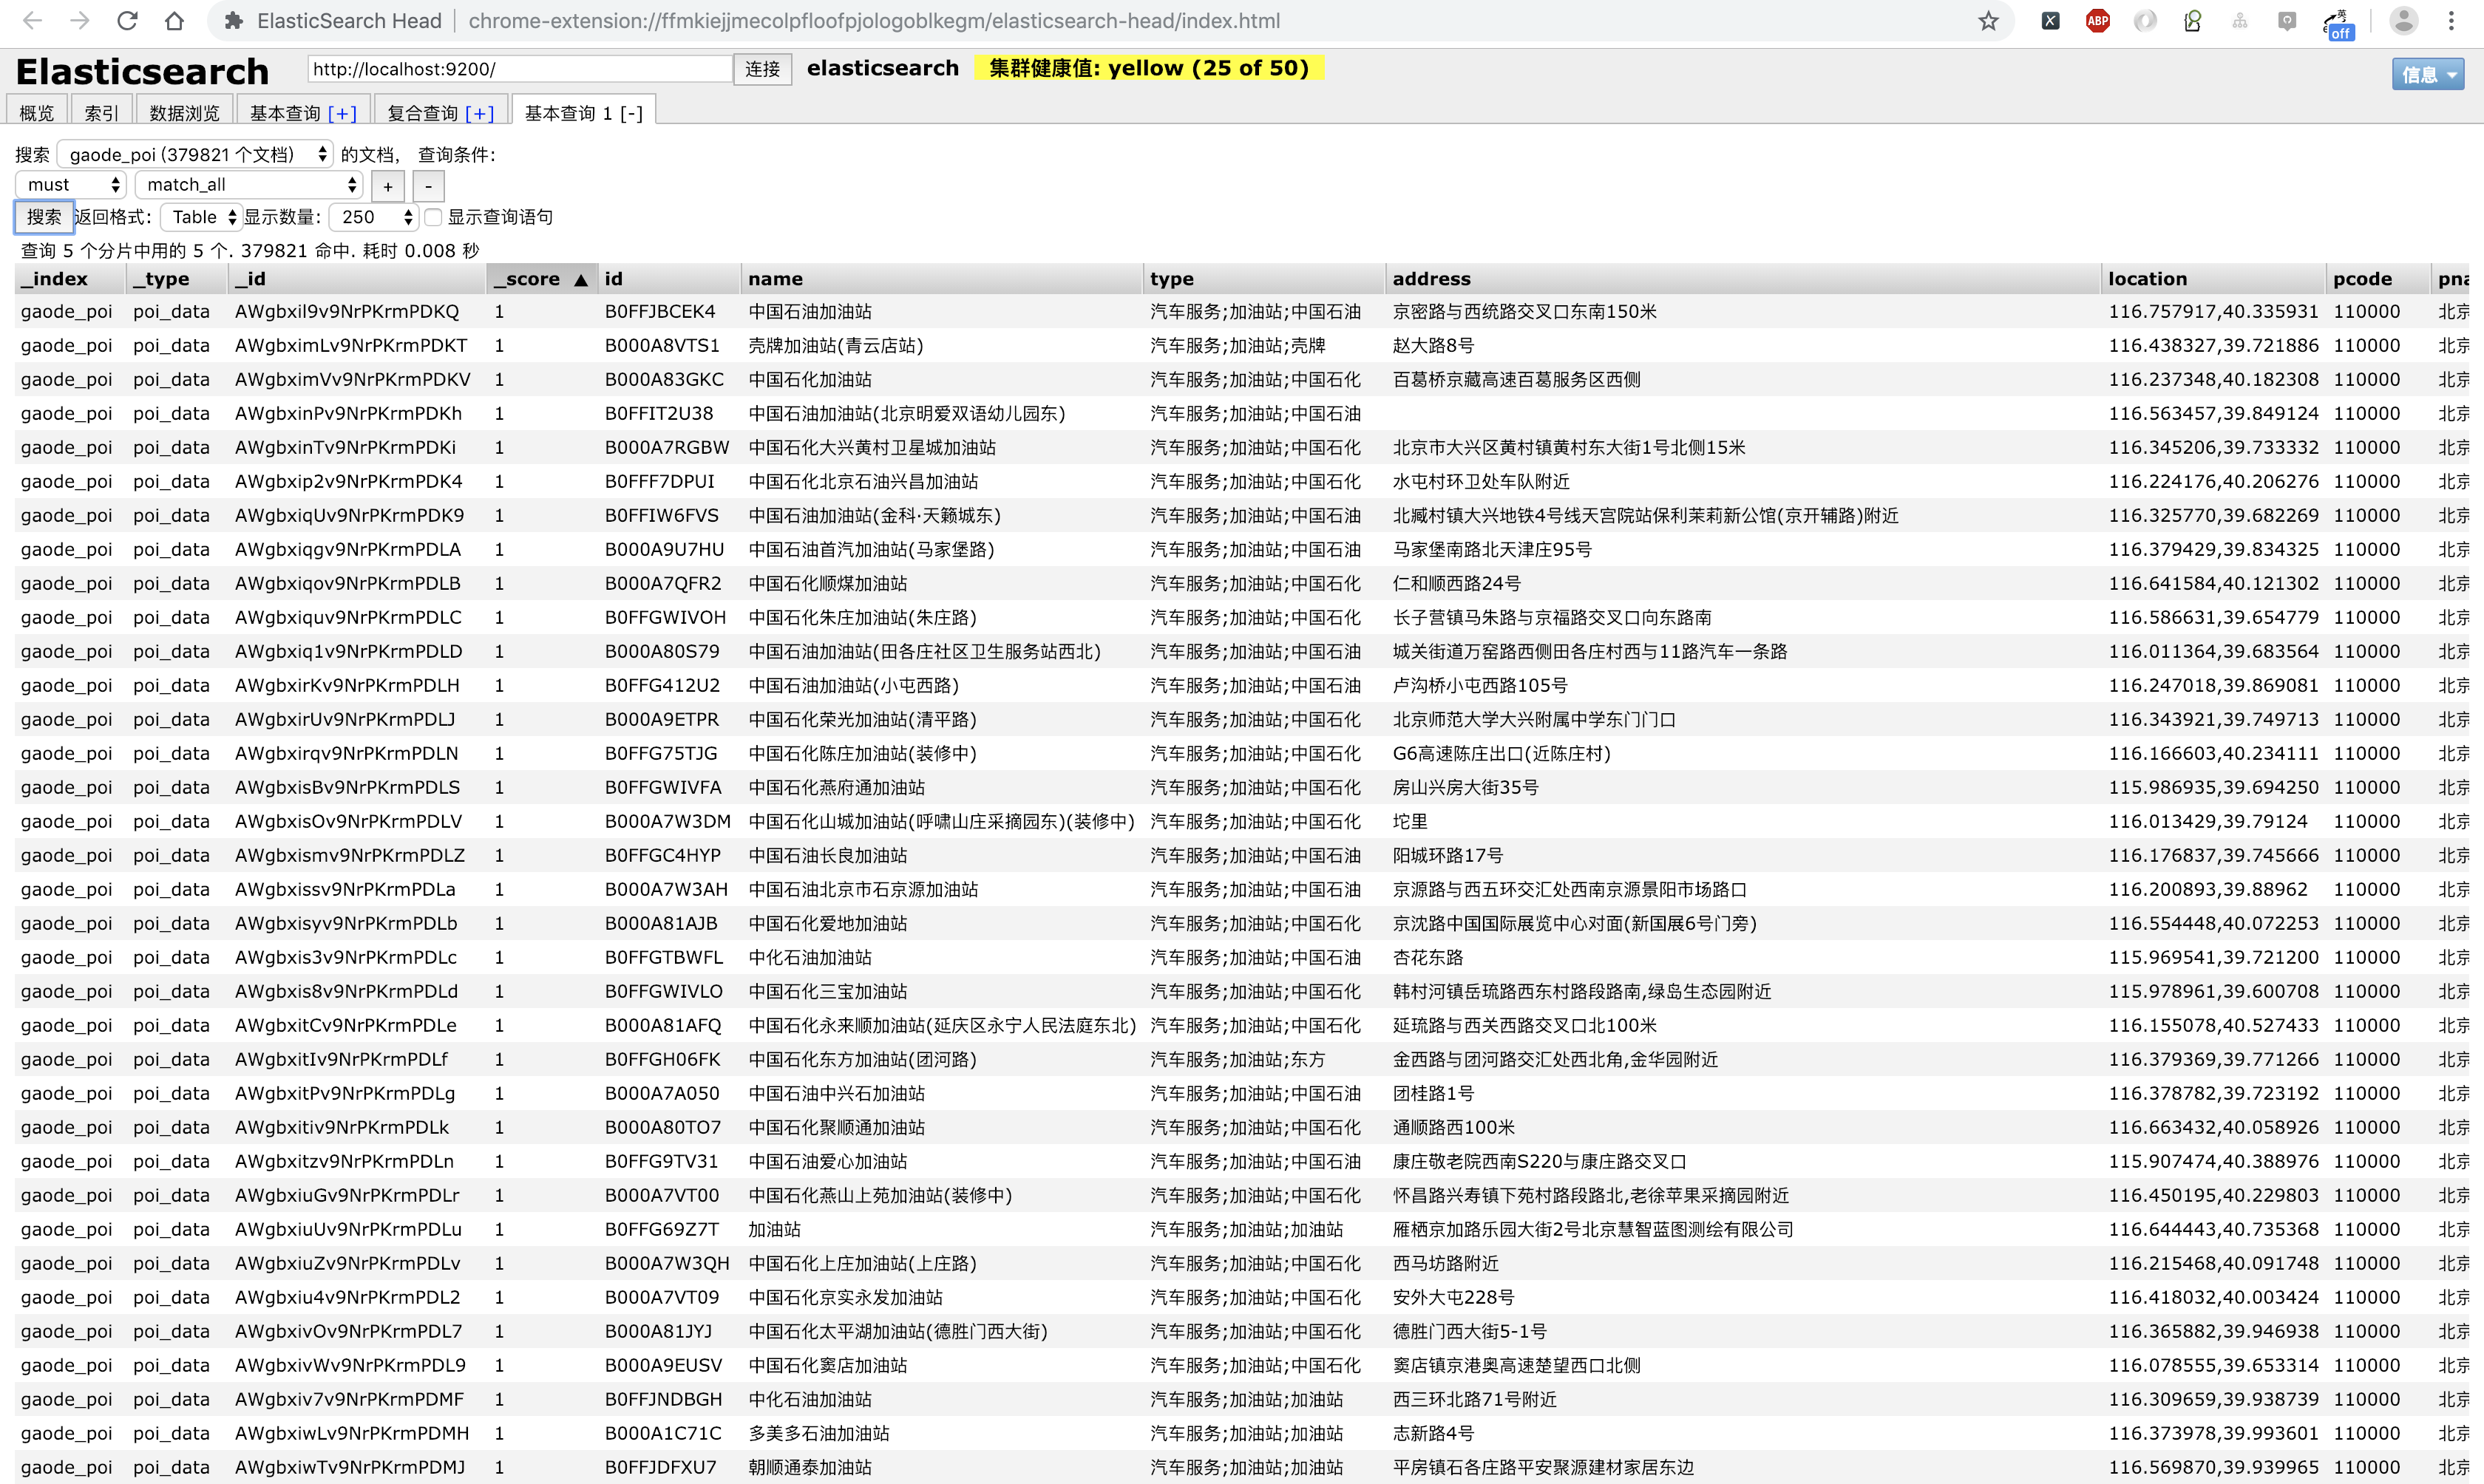 ElasticSearch Head | chrome-extension://ffmkiejjmecolpfloofpjologoblkegm/elasticsearch-head/index.html
ABP 英 off
Elasticsearch http://localhost:9200/ 连接 elasticsearch 集群健康值: yellow (25 of 50) 信息
概览 索引 数据浏览 基本查询 [+] 复合查询 [+] 基本查询 1 [-]
搜索 gaode_poi (379821 个文档) 的文档, 查询条件:
must match_all + -
搜索 返回格式: Table 显示数量: 250 显示查询语句
查询 5 个分片中用的 5 个. 379821 命中. 耗时 0.008 秒
_index _type _id _score ▲ id name type address location pcode pna
gaode_poi poi_data AWgbxil9v9NrPKrmPDKQ 1 B0FFJBCEK4 中国石油加油站 汽车服务;加油站;中国石油 京密路与西统路交叉口东南150米 116.757917,40.335931 110000 北京
gaode_poi poi_data AWgbximLv9NrPKrmPDKT 1 B000A8VTS1 壳牌加油站(青云店站) 汽车服务;加油站;壳牌 赵大路8号 116.438327,39.721886 110000 北京
gaode_poi poi_data AWgbximVv9NrPKrmPDKV 1 B000A83GKC 中国石化加油站 汽车服务;加油站;中国石化 百葛桥京藏高速百葛服务区西侧 116.237348,40.182308 110000 北京
gaode_poi poi_data AWgbxinPv9NrPKrmPDKh 1 B0FFIT2U38 中国石油加油站(北京明爱双语幼儿园东) 汽车服务;加油站;中国石油 116.563457,39.849124 110000 北京
gaode_poi poi_data AWgbxinTv9NrPKrmPDKi 1 B000A7RGBW 中国石化大兴黄村卫星城加油站 汽车服务;加油站;中国石化 北京市大兴区黄村镇黄村东大街1号北侧15米 116.345206,39.733332 110000 北京
gaode_poi poi_data AWgbxip2v9NrPKrmPDK4 1 B0FFF7DPUI 中国石化北京石油兴昌加油站 汽车服务;加油站;中国石化 水屯村环卫处车队附近 116.224176,40.206276 110000 北京
gaode_poi poi_data AWgbxiqUv9NrPKrmPDK9 1 B0FFIW6FVS 中国石油加油站(金科·天籁城东) 汽车服务;加油站;中国石油 北臧村镇大兴地铁4号线天宫院站保利茉莉新公馆(京开辅路)附近 116.325770,39.682269 110000 北京
gaode_poi poi_data AWgbxiqgv9NrPKrmPDLA 1 B000A9U7HU 中国石油首汽加油站(马家堡路) 汽车服务;加油站;中国石油 马家堡南路北天津庄95号 116.379429,39.834325 110000 北京
gaode_poi poi_data AWgbxiqov9NrPKrmPDLB 1 B000A7QFR2 中国石化顺煤加油站 汽车服务;加油站;中国石化 仁和顺西路24号 116.641584,40.121302 110000 北京
gaode_poi poi_data AWgbxiquv9NrPKrmPDLC 1 B0FFGWIVOH 中国石化朱庄加油站(朱庄路) 汽车服务;加油站;中国石化 长子营镇马朱路与京福路交叉口向东路南 116.586631,39.654779 110000 北京
gaode_poi poi_data AWgbxiq1v9NrPKrmPDLD 1 B000A80S79 中国石油加油站(田各庄社区卫生服务站西北) 汽车服务;加油站;中国石油 城关街道万窑路西侧田各庄村西与11路汽车一条路 116.011364,39.683564 110000 北京
gaode_poi poi_data AWgbxirKv9NrPKrmPDLH 1 B0FFG412U2 中国石油加油站(小屯西路) 汽车服务;加油站;中国石油 卢沟桥小屯西路105号 116.247018,39.869081 110000 北京
gaode_poi poi_data AWgbxirUv9NrPKrmPDLJ 1 B000A9ETPR 中国石化荣光加油站(清平路) 汽车服务;加油站;中国石化 北京师范大学大兴附属中学东门门口 116.343921,39.749713 110000 北京
gaode_poi poi_data AWgbxirqv9NrPKrmPDLN 1 B0FFG75TJG 中国石化陈庄加油站(装修中) 汽车服务;加油站;中国石化 G6高速陈庄出口(近陈庄村) 116.166603,40.234111 110000 北京
gaode_poi poi_data AWgbxisBv9NrPKrmPDLS 1 B0FFGWIVFA 中国石化燕府通加油站 汽车服务;加油站;中国石化 房山兴房大街35号 115.986935,39.694250 110000 北京
gaode_poi poi_data AWgbxisOv9NrPKrmPDLV 1 B000A7W3DM 中国石化山城加油站(呼啸山庄采摘园东)(装修中) 汽车服务;加油站;中国石化 坨里 116.013429,39.79124 110000 北京
gaode_poi poi_data AWgbxismv9NrPKrmPDLZ 1 B0FFGC4HYP 中国石油长良加油站 汽车服务;加油站;中国石油 阳城环路17号 116.176837,39.745666 110000 北京
gaode_poi poi_data AWgbxissv9NrPKrmPDLa 1 B000A7W3AH 中国石油北京市石京源加油站 汽车服务;加油站;中国石油 京源路与西五环交汇处西南京源景阳市场路口 116.200893,39.88962 110000 北京
gaode_poi poi_data AWgbxisyv9NrPKrmPDLb 1 B000A81AJB 中国石化爱地加油站 汽车服务;加油站;中国石化 京沈路中国国际展览中心对面(新国展6号门旁) 116.554448,40.072253 110000 北京
gaode_poi poi_data AWgbxis3v9NrPKrmPDLc 1 B0FFGTBWFL 中化石油加油站 汽车服务;加油站;中国石油 杏花东路 115.969541,39.721200 110000 北京
gaode_poi poi_data AWgbxis8v9NrPKrmPDLd 1 B0FFGWIVLO 中国石化三宝加油站 汽车服务;加油站;中国石化 韩村河镇岳琉路西东村路段路南,绿岛生态园附近 115.978961,39.600708 110000 北京
gaode_poi poi_data AWgbxitCv9NrPKrmPDLe 1 B000A81AFQ 中国石化永来顺加油站(延庆区永宁人民法庭东北) 汽车服务;加油站;中国石化 延琉路与西关西路交叉口北100米 116.155078,40.527433 110000 北京
gaode_poi poi_data AWgbxitIv9NrPKrmPDLf 1 B0FFGH06FK 中国石化东方加油站(团河路) 汽车服务;加油站;东方 金西路与团河路交汇处西北角,金华园附近 116.379369,39.771266 110000 北京
gaode_poi poi_data AWgbxitPv9NrPKrmPDLg 1 B000A7A050 中国石油中兴石加油站 汽车服务;加油站;中国石油 团桂路1号 116.378782,39.723192 110000 北京
gaode_poi poi_data AWgbxitiv9NrPKrmPDLk 1 B000A80TO7 中国石化聚顺通加油站 汽车服务;加油站;中国石化 通顺路西100米 116.663432,40.058926 110000 北京
gaode_poi poi_data AWgbxitzv9NrPKrmPDLn 1 B0FFG9TV31 中国石油爱心加油站 汽车服务;加油站;中国石油 康庄敬老院西南S220与康庄路交叉口 115.907474,40.388976 110000 北京
gaode_poi poi_data AWgbxiuGv9NrPKrmPDLr 1 B000A7VT00 中国石化燕山上苑加油站(装修中) 汽车服务;加油站;中国石化 怀昌路兴寿镇下苑村路段路北,老徐苹果采摘园附近 116.450195,40.229803 110000 北京
gaode_poi poi_data AWgbxiuUv9NrPKrmPDLu 1 B0FFG69Z7T 加油站 汽车服务;加油站;加油站 雁栖京加路乐园大街2号北京慧智蓝图测绘有限公司 116.644443,40.735368 110000 北京
gaode_poi poi_data AWgbxiuZv9NrPKrmPDLv 1 B000A7W3QH 中国石化上庄加油站(上庄路) 汽车服务;加油站;中国石化 西马坊路附近 116.215468,40.091748 110000 北京
gaode_poi poi_data AWgbxiu4v9NrPKrmPDL2 1 B000A7VT09 中国石化京实永发加油站 汽车服务;加油站;中国石化 安外大屯228号 116.418032,40.003424 110000 北京
gaode_poi poi_data AWgbxivOv9NrPKrmPDL7 1 B000A81JYJ 中国石化太平湖加油站(德胜门西大街) 汽车服务;加油站;中国石化 德胜门西大街5-1号 116.365882,39.946938 110000 北京
gaode_poi poi_data AWgbxivWv9NrPKrmPDL9 1 B000A9EUSV 中国石化窦店加油站 汽车服务;加油站;中国石化 窦店镇京港奥高速楚望西口北侧 116.078555,39.653314 110000 北京
gaode_poi poi_data AWgbxiv7v9NrPKrmPDMF 1 B0FFJNDBGH 中化石油加油站 汽车服务;加油站;加油站 西三环北路71号附近 116.309659,39.938739 110000 北京
gaode_poi poi_data AWgbxiwLv9NrPKrmPDMH 1 B000A1C71C 多美多石油加油站 汽车服务;加油站;加油站 志新路4号 116.373978,39.993601 110000 北京
gaode_poi poi_data AWgbxiwTv9NrPKrmPDMJ 1 B0FFJDFXU7 朝顺通泰加油站 汽车服务;加油站;加油站 平房镇石各庄路平安聚源建材家居东边 116.569870,39.939965 110000 北京